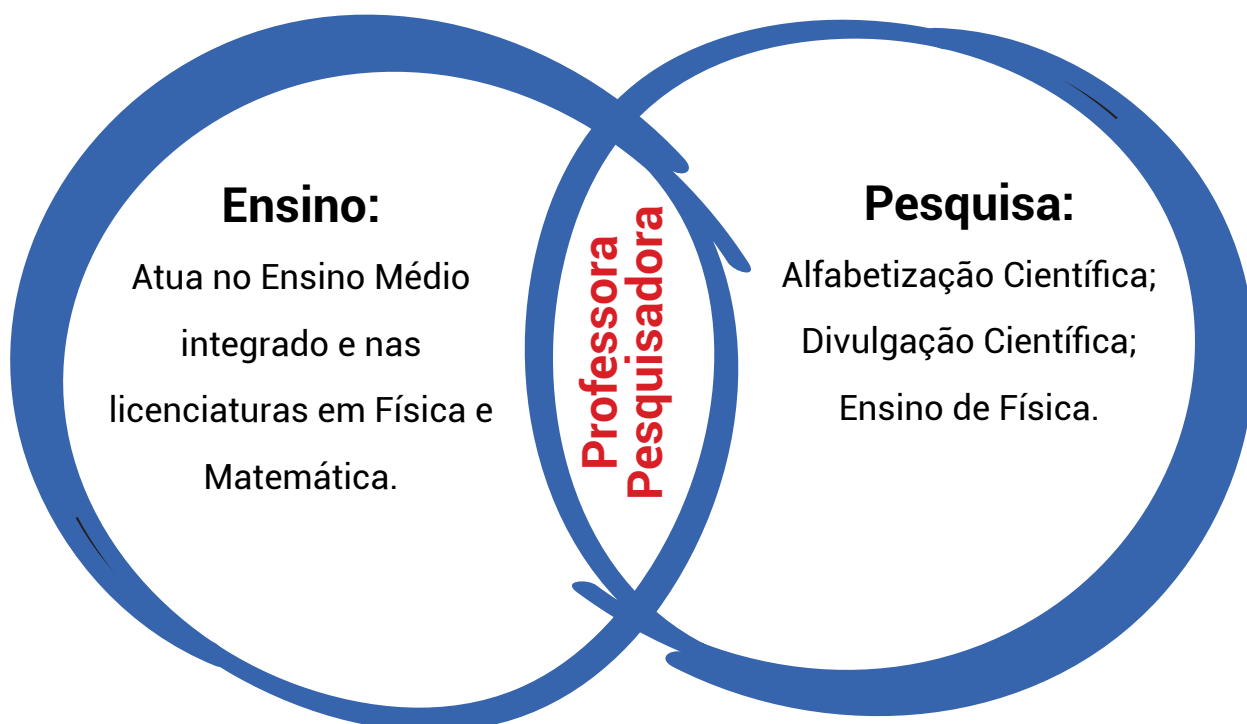 Ensino:
Atua no Ensino Médio
integrado e nas
licenciaturas em Física e
Matemática.
Professora
Pesquisadora
Pesquisa:
Alfabetização Científica;
Divulgação Científica;
Ensino de Física.